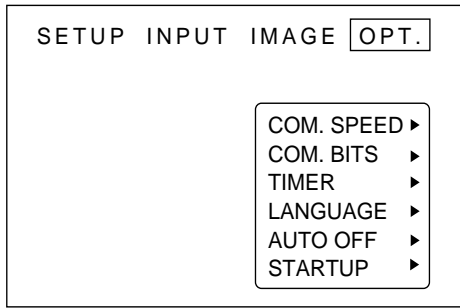 SETUP INPUT IMAGE OPT.
COM. SPEED
COM. BITS
TIMER
LANGUAGE
AUTO OFF
STARTUP